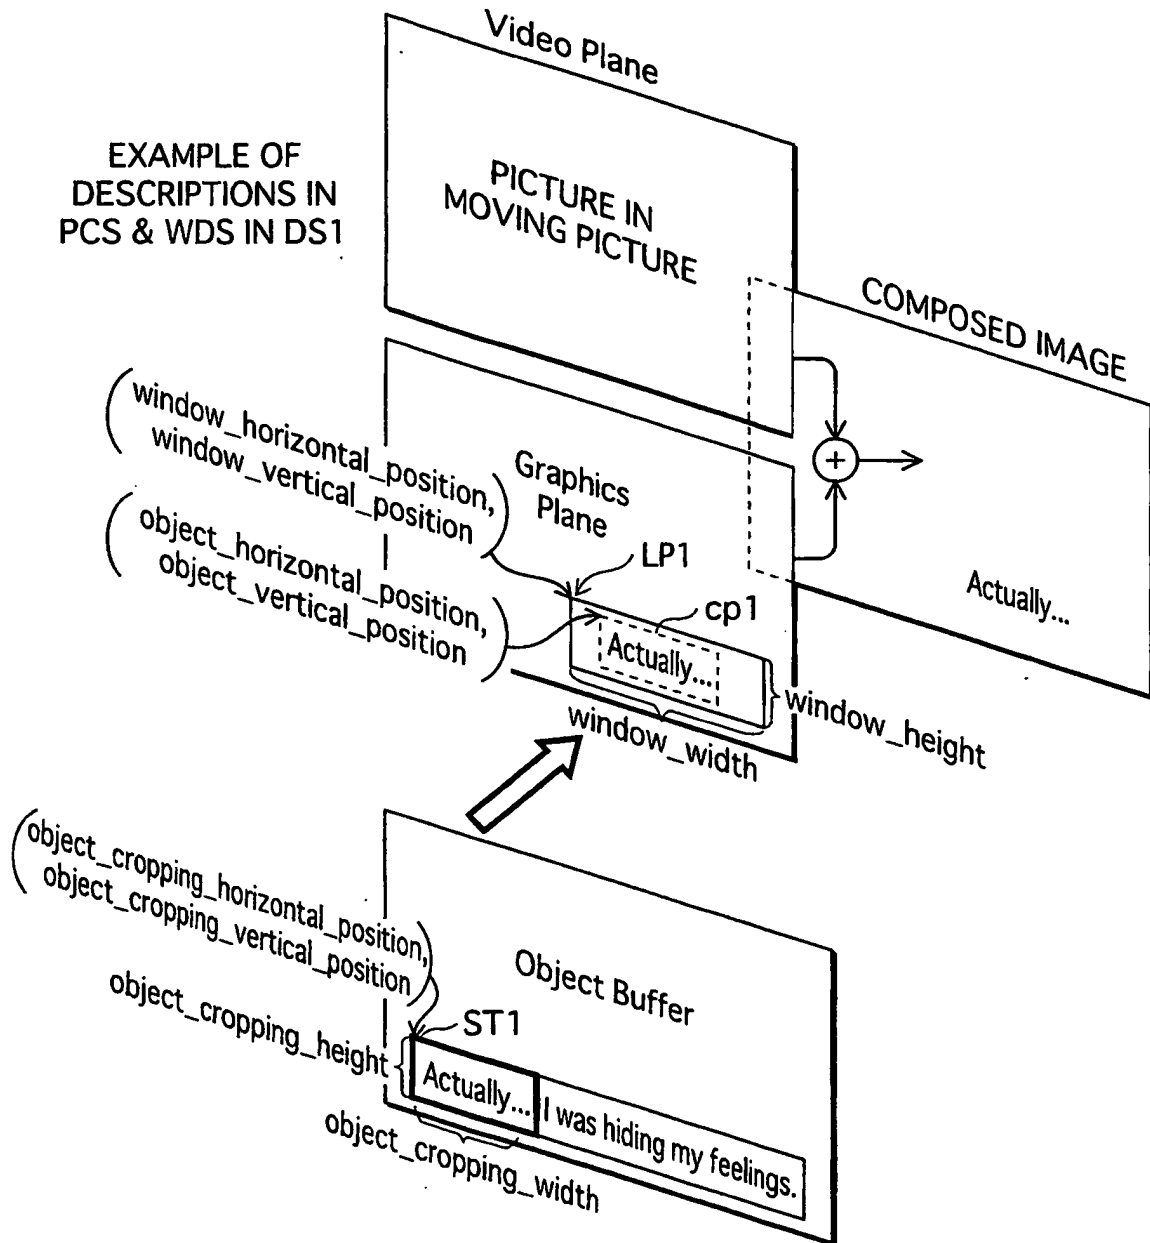 Video Plane
EXAMPLE OF
DESCRIPTIONS IN
PCS & WDS IN DS1
PICTURE IN
MOVING PICTURE
COMPOSED IMAGE
(window_horizontal_position,
window_vertical_position)
Graphics
Plane
(object_horizontal_position,
object_vertical_position)
LP1
cp1
Actually...
+
Actually...
window_height
window_width
(object_cropping_horizontal_position,
object_cropping_vertical_position)
Object Buffer
object_cropping_height
ST1
Actually... I was hiding my feelings.
object_cropping_width